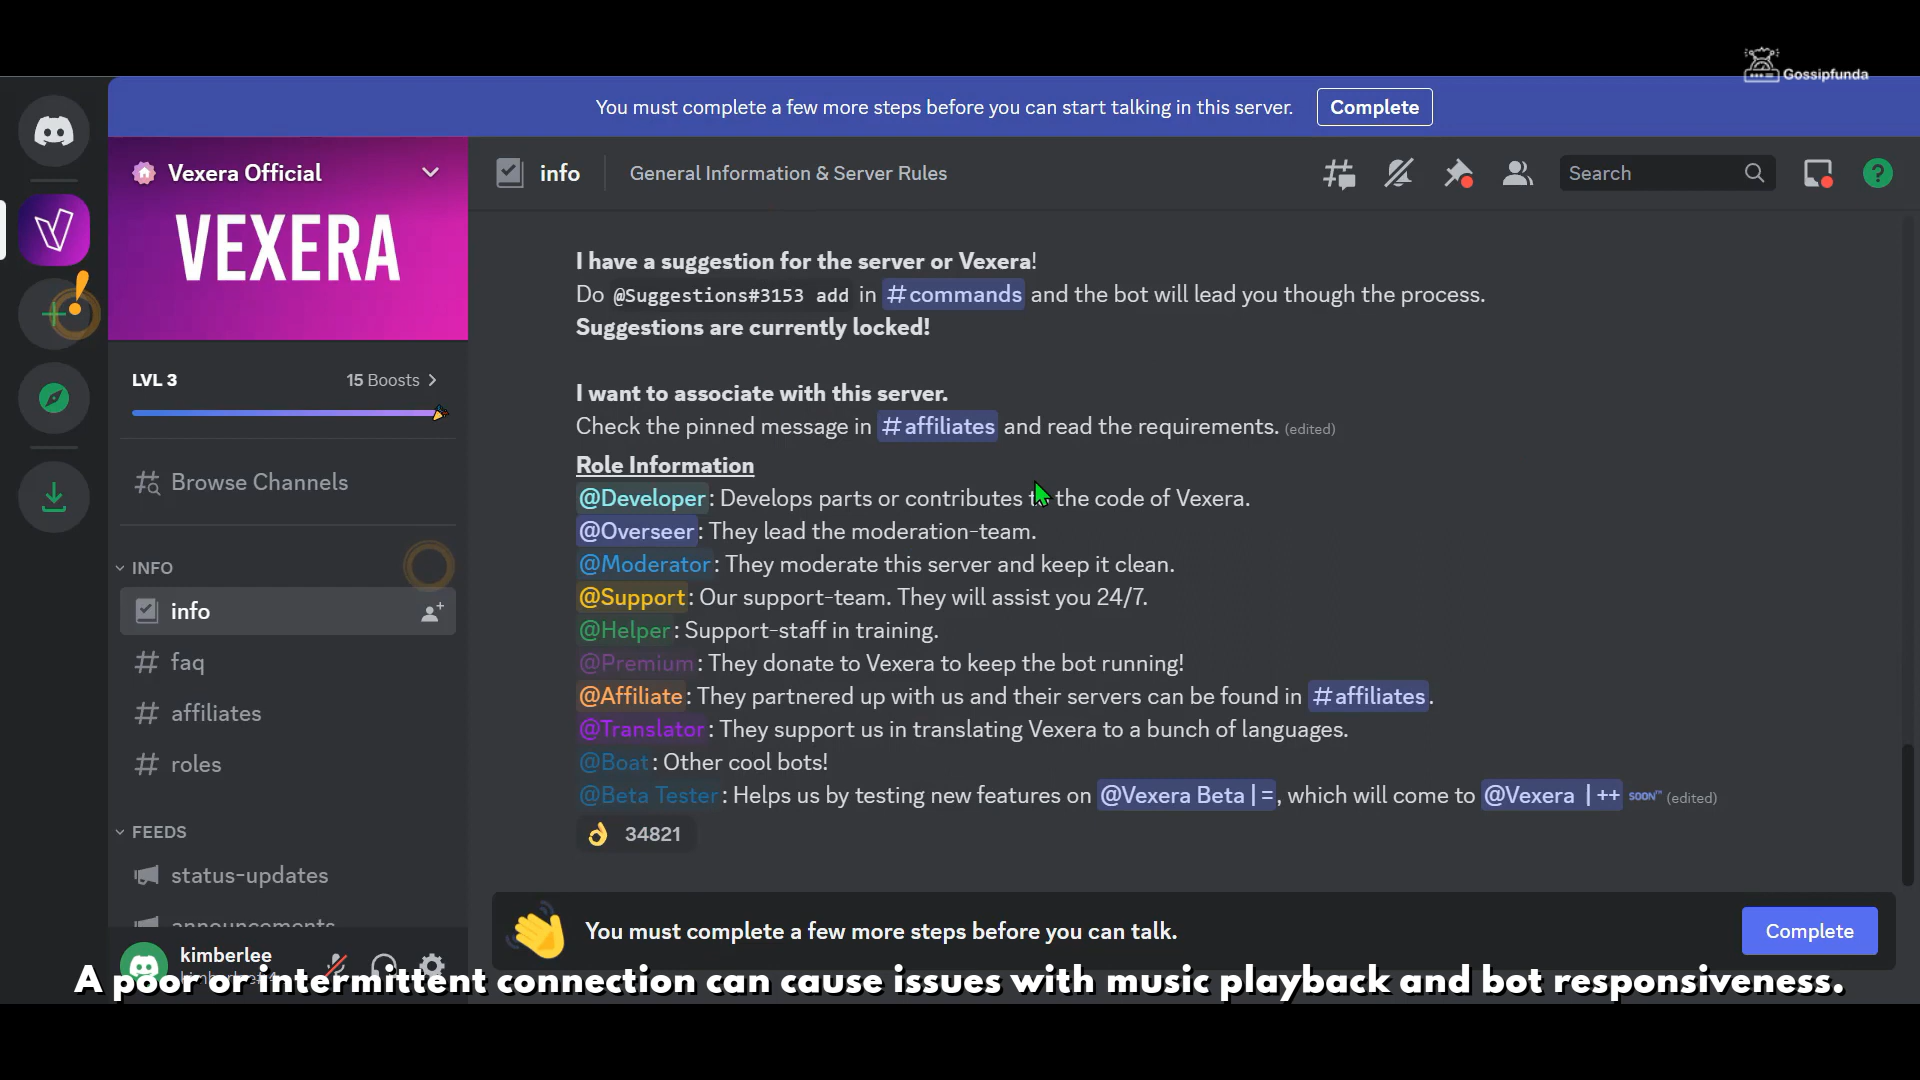 Gossipfunda
You must complete a few more steps before you can start talking in this server. Complete
Vexera Official
VEXERA
LVL 3 15 Boosts
Browse Channels
INFO
info
faq
affiliates
roles
FEEDS
status-updates
announcements
kimberlee
info General Information & Server Rules
Search
I have a suggestion for the server or Vexera!
Do @Suggestions#3153 add in #commands and the bot will lead you though the process.
Suggestions are currently locked!
I want to associate with this server.
Check the pinned message in #affiliates and read the requirements. (edited)
Role Information
@Developer: Develops parts or contributes to the code of Vexera.
@Overseer: They lead the moderation-team.
@Moderator: They moderate this server and keep it clean.
@Support: Our support-team. They will assist you 24/7.
@Helper: Support-staff in training.
@Premium: They donate to Vexera to keep the bot running!
@Affiliate: They partnered up with us and their servers can be found in #affiliates.
@Translator: They support us in translating Vexera to a bunch of languages.
@Boat: Other cool bots!
@Beta Tester: Helps us by testing new features on @Vexera Beta | =, which will come to @Vexera | ++ SOON™ (edited)
34821
You must complete a few more steps before you can talk.
Complete
A poor or intermittent connection can cause issues with music playback and bot responsiveness.